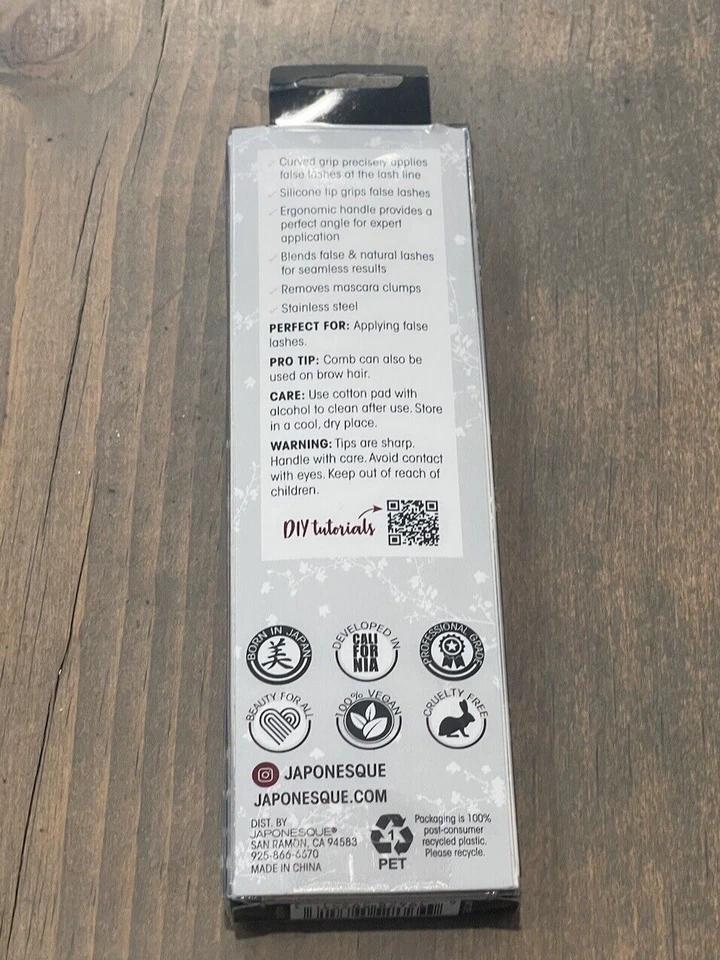 Curved grip precisely applies
false lashes at the lash line
Silicone tip grips false lashes
Ergonomic handle provides a
perfect angle for expert
application
Blends false & natural lashes
for seamless results
Removes mascara clumps
Stainless steel
PERFECT FOR: Applying false
lashes.
PRO TIP: Comb can also be
used on brow hair.
CARE: Use cotton pad with
alcohol to clean after use. Store
in a cool, dry place.
WARNING: Tips are sharp.
Handle with care. Avoid contact
with eyes. Keep out of reach of
children.
DIY tutorials
BORN IN JAPAN
美
DEVELOPED IN
CALI
FOR
NIA
PROFESSIONAL GRADE
BEAUTY FOR ALL
100% VEGAN
CRUELTY FREE
JAPONESQUE
JAPONESQUE.COM
DIST. BY
JAPONESQUE®
SAN RAMON, CA 94583
925-866-6670
MADE IN CHINA
1
PET
Packaging is 100%
post-consumer
recycled plastic.
Please recycle.